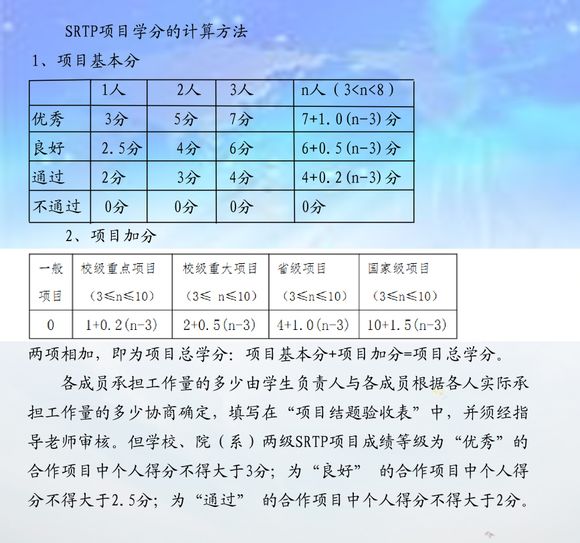 SRTP项目学分的计算方法
1、项目基本分
1人 2人 3人 n人（3<n<8）
优秀 3分 5分 7分 7+1.0(n-3)分
良好 2.5分 4分 6分 6+0.5(n-3)分
通过 2分 3分 4分 4+0.2(n-3)分
不通过 0分 0分 0分 0分
2、项目加分
一般 校级重点项目 校级重大项目 省级项目 国家级项目
项目 （3≤n≤10） （3≤ n≤10） （3≤n≤10） （3≤n≤10）
0 1+0.2(n-3) 2+0.5(n-3) 4+1.0(n-3) 10+1.5(n-3)
两项相加，即为项目总学分：项目基本分+项目加分=项目总学分。
各成员承担工作量的多少由学生负责人与各成员根据各人实际承
担工作量的多少协商确定，填写在“项目结题验收表”中，并须经指
导老师审核。但学校、院（系）两级SRTP项目成绩等级为“优秀”的
合作项目中个人得分不得大于3分；为“良好” 的合作项目中个人得
分不得大于2.5分；为“通过” 的合作项目中个人得分不得大于2分。